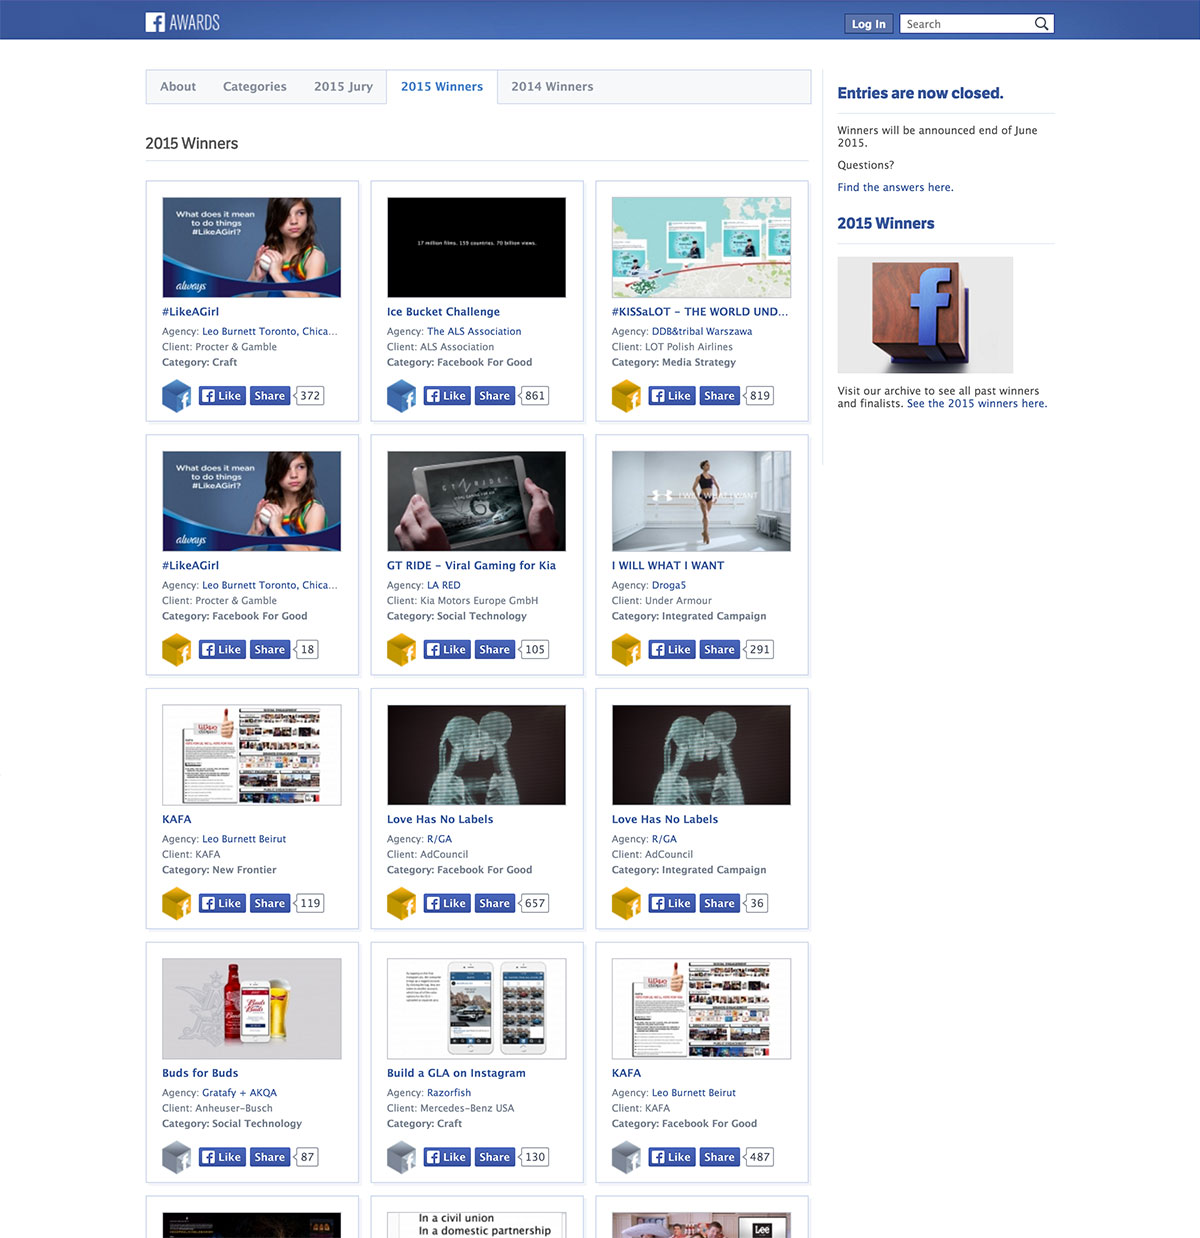 f AWARDS
Log In
Search
About Categories 2015 Jury 2015 Winners 2014 Winners
2015 Winners
What does it mean
to do things
#LikeAGirl?
always
#LikeAGirl
Agency: Leo Burnett Toronto, Chica...
Client: Procter & Gamble
Category: Craft
f Like Share 372
17 million films. 159 countries. 70 billion views.
Ice Bucket Challenge
Agency: The ALS Association
Client: ALS Association
Category: Facebook For Good
f Like Share 861
#KISSaLOT – THE WORLD UND...
Agency: DDB&tribal Warszawa
Client: LOT Polish Airlines
Category: Media Strategy
f Like Share 819
What does it mean
to do things
#LikeAGirl?
always
#LikeAGirl
Agency: Leo Burnett Toronto, Chica...
Client: Procter & Gamble
Category: Facebook For Good
f Like Share 18
GT RIDE
GT RIDE – Viral Gaming for Kia
Agency: LA RED
Client: Kia Motors Europe GmbH
Category: Social Technology
f Like Share 105
I WILL WHAT I WANT
I WILL WHAT I WANT
Agency: Droga5
Client: Under Armour
Category: Integrated Campaign
f Like Share 291
KAFA
Agency: Leo Burnett Beirut
Client: KAFA
Category: New Frontier
f Like Share 119
Love Has No Labels
Agency: R/GA
Client: AdCouncil
Category: Facebook For Good
f Like Share 657
Love Has No Labels
Agency: R/GA
Client: AdCouncil
Category: Integrated Campaign
f Like Share 36
Buds for Buds
Agency: Gratafy + AKQA
Client: Anheuser-Busch
Category: Social Technology
f Like Share 87
Build a GLA on Instagram
Agency: Razorfish
Client: Mercedes-Benz USA
Category: Craft
f Like Share 130
KAFA
Agency: Leo Burnett Beirut
Client: KAFA
Category: Facebook For Good
f Like Share 487
In a civil union
In a domestic partnership
Lee
Entries are now closed.
Winners will be announced end of June
2015.
Questions?
Find the answers here.
2015 Winners
f
Visit our archive to see all past winners
and finalists. See the 2015 winners here.